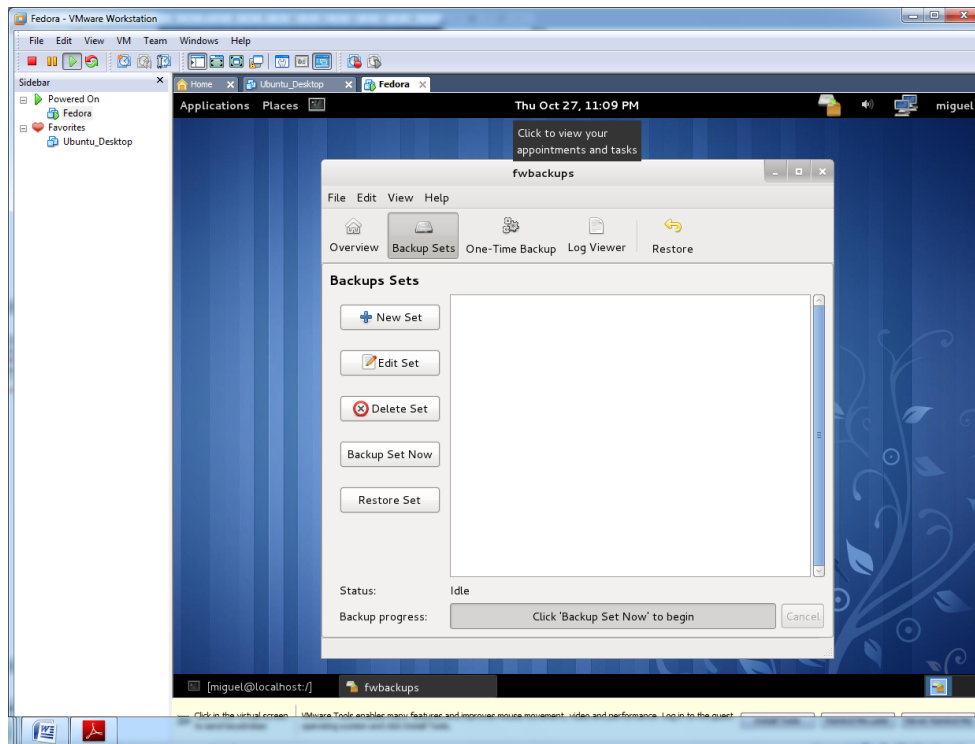 Fedora - VMware Workstation
File Edit View VM Team Windows Help
Sidebar x
Home x Ubuntu_Desktop x Fedora x
Powered On
Fedora
Favorites
Ubuntu_Desktop
Applications Places Thu Oct 27, 11:09 PM miguel
Click to view your
appointments and tasks
fwbackups
File Edit View Help
Overview Backup Sets One-Time Backup Log Viewer Restore
Backups Sets
New Set
Edit Set
Delete Set
Backup Set Now
Restore Set
Status: Idle
Backup progress: Click 'Backup Set Now' to begin Cancel
[miguel@localhost:/] fwbackups
Click in the virtual screen
VMware Tools enables many features and improves mouse movement, video and performance. Log in to the guest